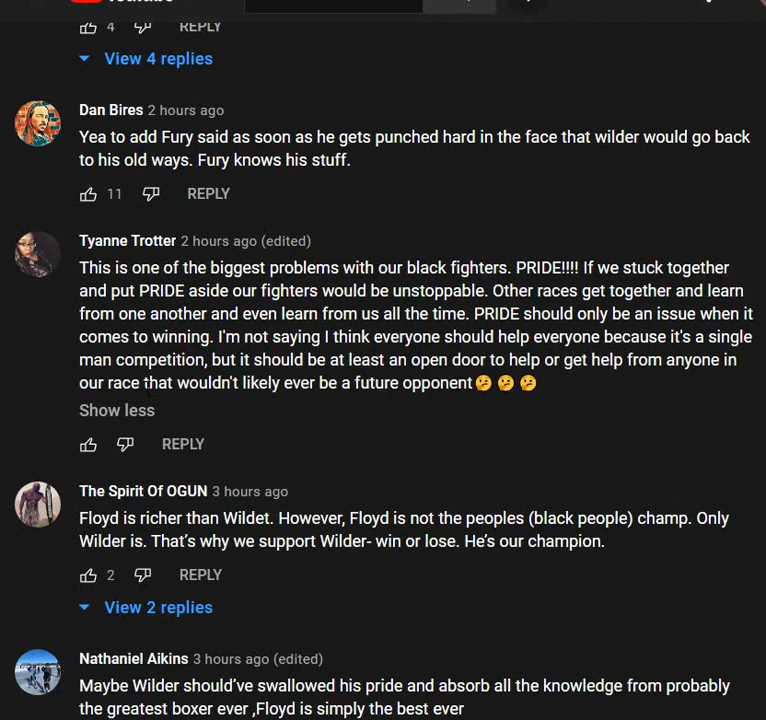 4 REPLY
View 4 replies
Dan Bires 2 hours ago
Yea to add Fury said as soon as he gets punched hard in the face that wilder would go back
to his old ways. Fury knows his stuff.
11 REPLY
Tyanne Trotter 2 hours ago (edited)
This is one of the biggest problems with our black fighters. PRIDE!!!! If we stuck together
and put PRIDE aside our fighters would be unstoppable. Other races get together and learn
from one another and even learn from us all the time. PRIDE should only be an issue when it
comes to winning. I'm not saying I think everyone should help everyone because it's a single
man competition, but it should be at least an open door to help or get help from anyone in
our race that wouldn't likely ever be a future opponent🤔🤔🤔
Show less
REPLY
The Spirit Of OGUN 3 hours ago
Floyd is richer than Wildet. However, Floyd is not the peoples (black people) champ. Only
Wilder is. That's why we support Wilder- win or lose. He's our champion.
2 REPLY
View 2 replies
Nathaniel Aikins 3 hours ago (edited)
Maybe Wilder should've swallowed his pride and absorb all the knowledge from probably
the greatest boxer ever ,Floyd is simply the best ever